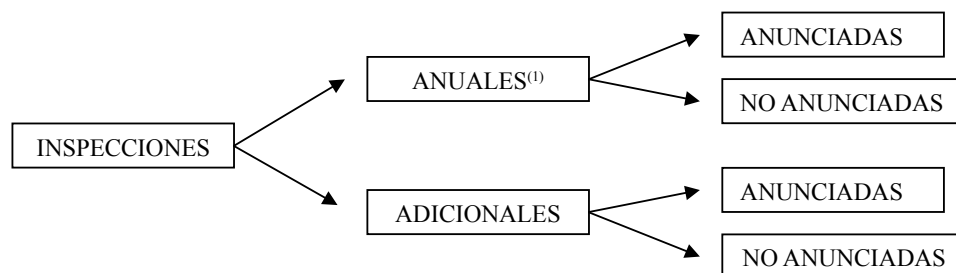 ANUNCIADAS
ANUALES(1)
NO ANUNCIADAS
INSPECCIONES
ANUNCIADAS
ADICIONALES
NO ANUNCIADAS